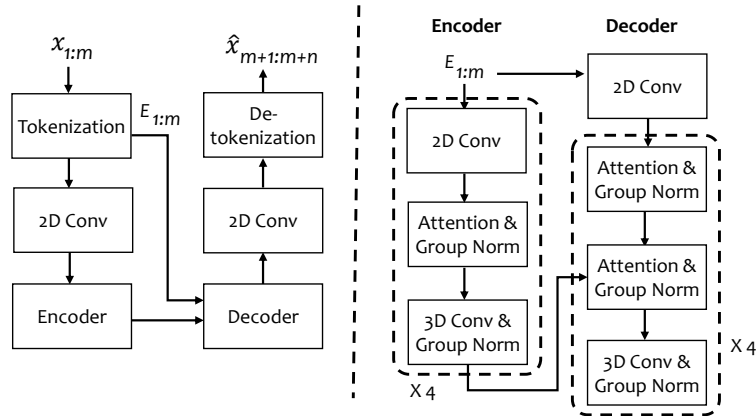 x₁:ₘ
x̂ₘ₊₁:ₘ₊ₙ
Tokenization
E₁:ₘ
De-
tokenization
2D Conv
2D Conv
Encoder
Decoder
Encoder
Decoder
E₁:ₘ
2D Conv
2D Conv
Attention &
Group Norm
3D Conv &
Group Norm
X 4
Attention &
Group Norm
Attention &
Group Norm
3D Conv &
Group Norm
X 4